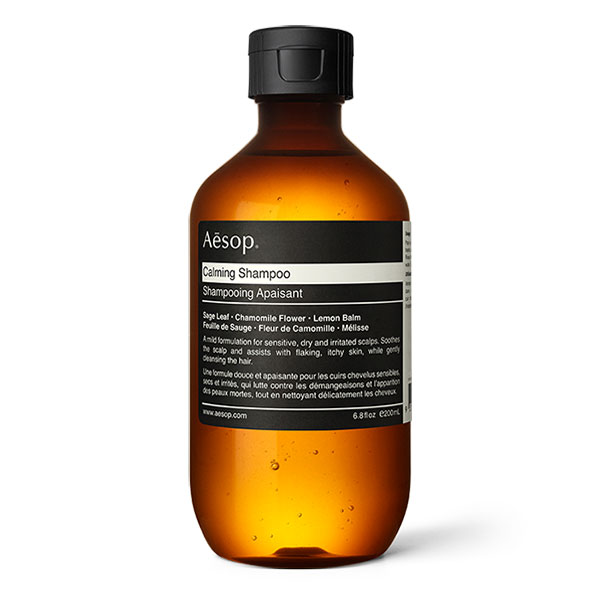 Aēsop®
Calming Shampoo
Shampooing Apaisant
Sage Leaf · Chamomile Flower · Lemon Balm
Feuille de Sauge · Fleur de Camomille · Mélisse
A mild formulation for sensitive, dry and irritated scalps. Soothes
the scalp and assists with flaking, itchy skin, while gently
cleansing the hair.
Une formule douce et apaisante pour les cuirs chevelus sensibles,
secs et irrités, qui lutte contre les démangeaisons et l'apparition
des peaux mortes, tout en nettoyant délicatement les cheveux.
www.aesop.com 6.8floz ℮200mL